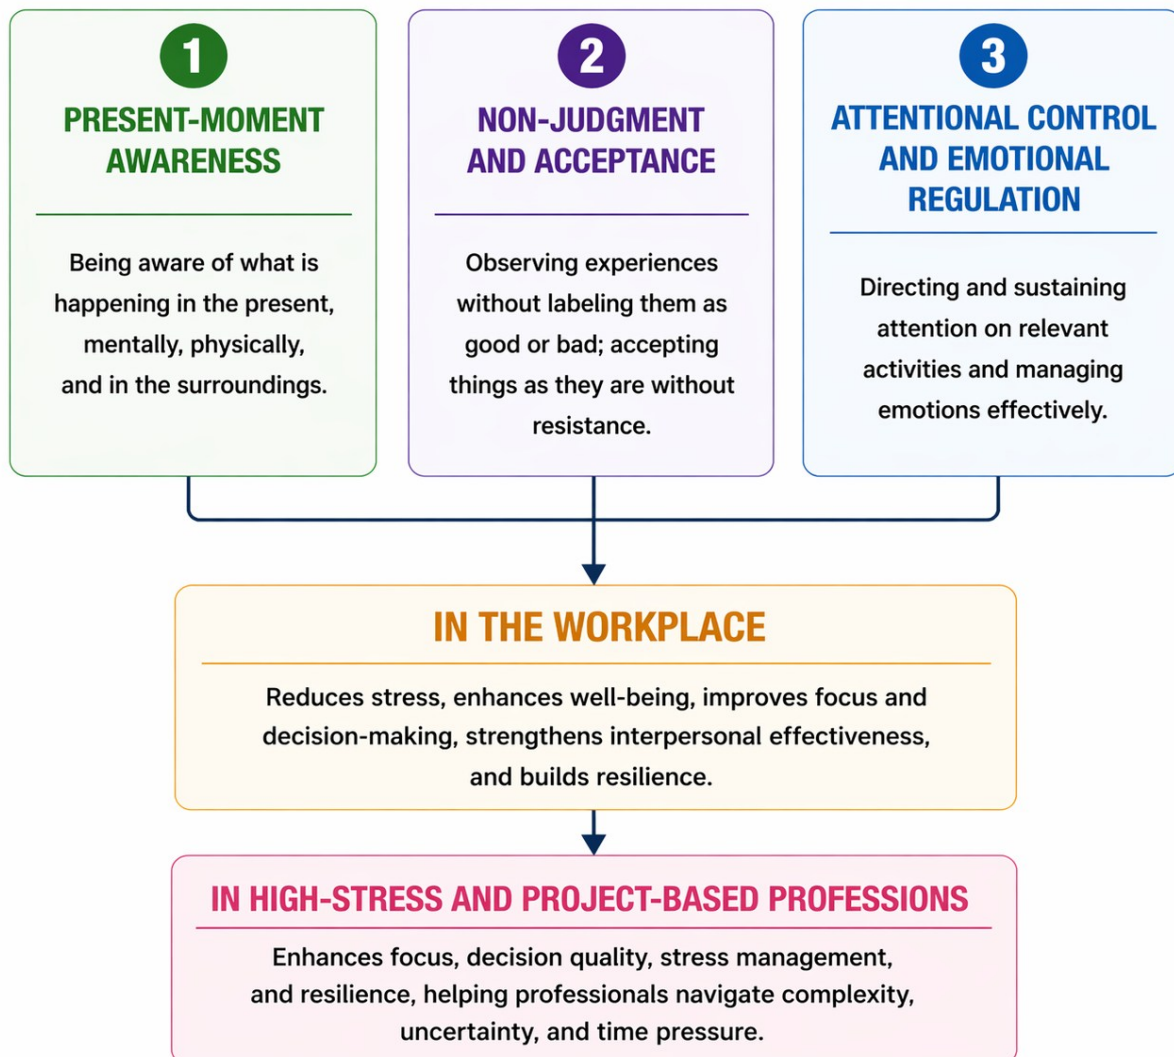 1
PRESENT-MOMENT
AWARENESS
Being aware of what is
happening in the present,
mentally, physically,
and in the surroundings.
2
NON-JUDGMENT
AND ACCEPTANCE
Observing experiences
without labeling them as
good or bad; accepting
things as they are without
resistance.
3
ATTENTIONAL CONTROL
AND EMOTIONAL
REGULATION
Directing and sustaining
attention on relevant
activities and managing
emotions effectively.
IN THE WORKPLACE
Reduces stress, enhances well-being, improves focus and
decision-making, strengthens interpersonal effectiveness,
and builds resilience.
IN HIGH-STRESS AND PROJECT-BASED PROFESSIONS
Enhances focus, decision quality, stress management,
and resilience, helping professionals navigate complexity,
uncertainty, and time pressure.